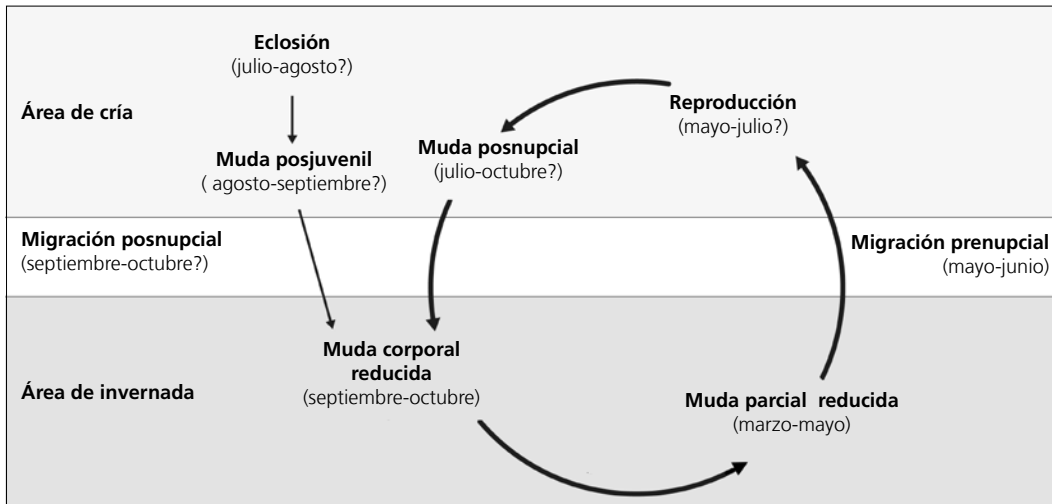 Eclosión
(julio-agosto?)
Área de cría
Reproducción
(mayo-julio?)
Muda posjuvenil
( agosto-septiembre?)
Muda posnupcial
(julio-octubre?)
Migración posnupcial
(septiembre-octubre?)
Migración prenupcial
(mayo-junio)
Muda corporal
reducida
(septiembre-octubre)
Área de invernada
Muda parcial  reducida
(marzo-mayo)